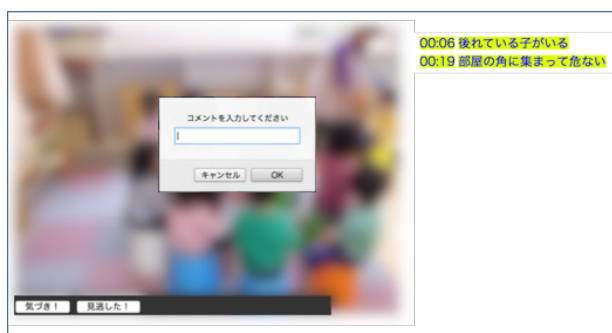 00:06 後れている子がいる
00:19 部屋の角に集まって危ない
コメントを入力してください
キャンセル OK
気づき！ 見逃した！